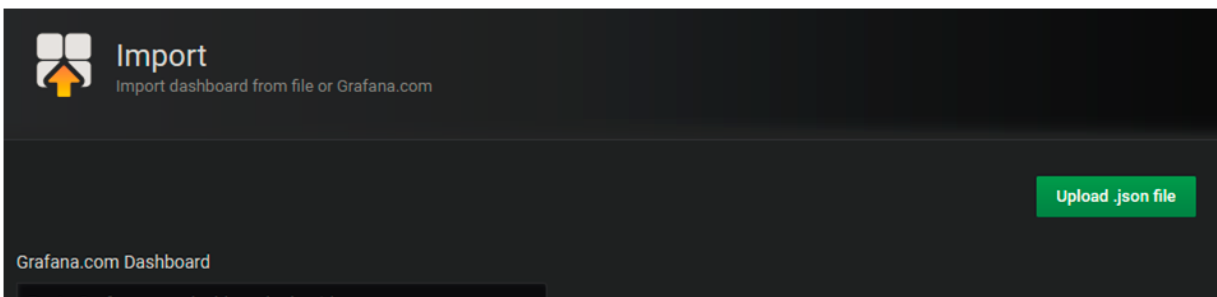 Import
Import dashboard from file or Grafana.com
Upload .json file
Grafana.com Dashboard